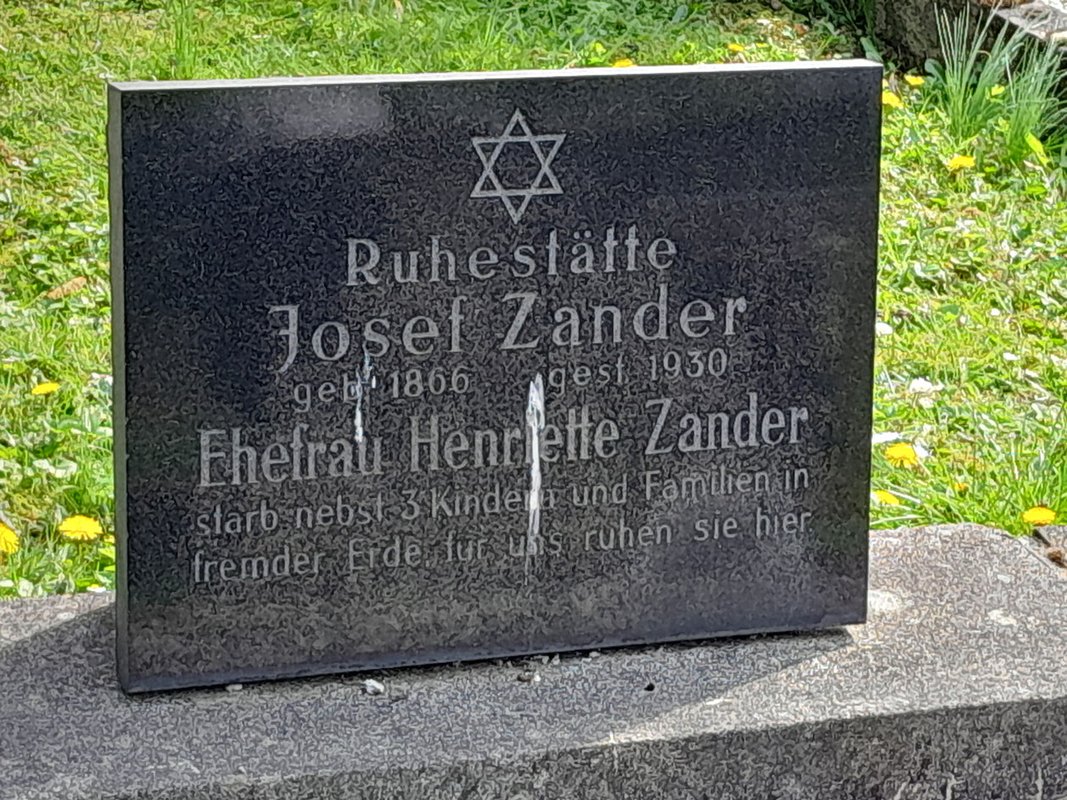 Ruhestätte
Josef Zander
geb. 1866 gest 1930
Ehefrau Henriette Zander
starb nebst 3 Kindern und Familien in
fremder Erde, für uns ruhen sie hier